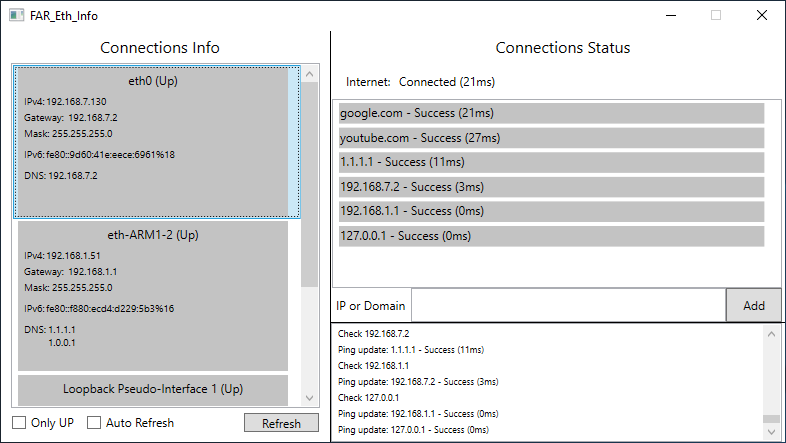 FAR_Eth_Info
Connections Info
eth0 (Up)
IPv4: 192.168.7.130
Gateway: 192.168.7.2
Mask: 255.255.255.0
IPv6: fe80::9d60:41e:eece:6961%18
DNS: 192.168.7.2
eth-ARM1-2 (Up)
IPv4: 192.168.1.51
Gateway: 192.168.1.1
Mask: 255.255.255.0
IPv6: fe80::f880:ecd4:d229:5b3%16
DNS: 1.1.1.1
1.0.0.1
Loopback Pseudo-Interface 1 (Up)
Only UP
Auto Refresh
Refresh
Connections Status
Internet: Connected (21ms)
google.com - Success (21ms)
youtube.com - Success (27ms)
1.1.1.1 - Success (11ms)
192.168.7.2 - Success (3ms)
192.168.1.1 - Success (0ms)
127.0.0.1 - Success (0ms)
IP or Domain
Add
Check 192.168.7.2
Ping update: 1.1.1.1 - Success (11ms)
Check 192.168.1.1
Ping update: 192.168.7.2 - Success (3ms)
Check 127.0.0.1
Ping update: 192.168.1.1 - Success (0ms)
Ping update: 127.0.0.1 - Success (0ms)